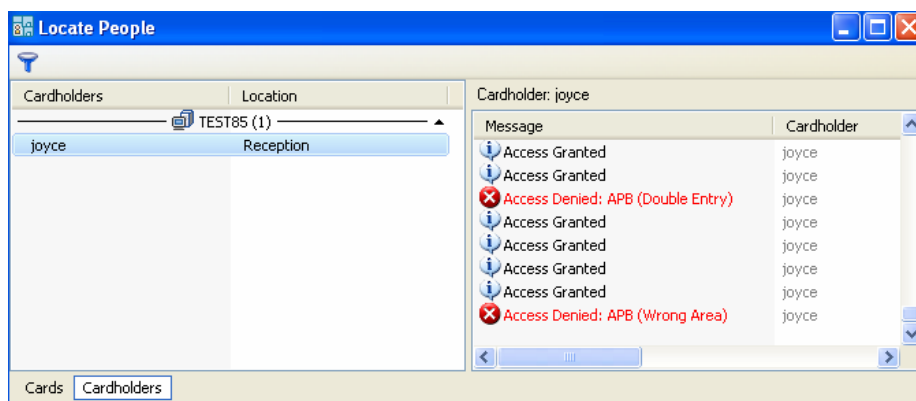 Locate People
Cardholders Location
TEST85 (1)
joyce Reception
Cardholder: joyce
Message Cardholder
Access Granted joyce
Access Granted joyce
Access Denied: APB (Double Entry) joyce
Access Granted joyce
Access Granted joyce
Access Granted joyce
Access Granted joyce
Access Denied: APB (Wrong Area) joyce
Cards Cardholders